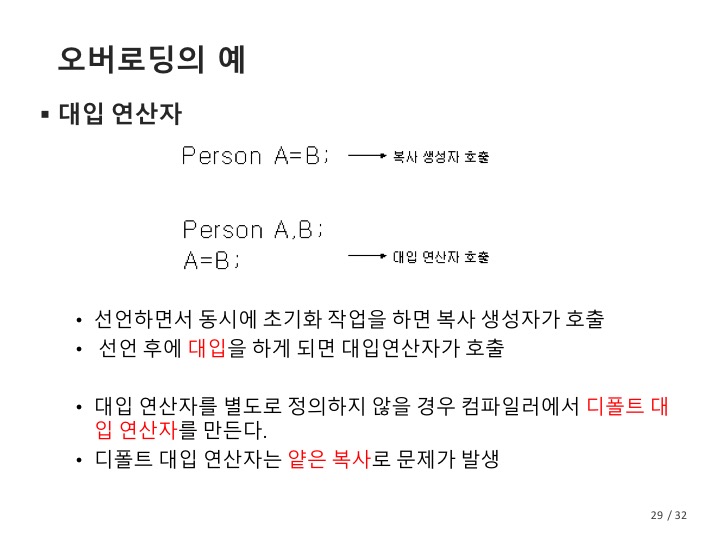 오버로딩의 예
▪ 대입 연산자
Person A=B; → 복사 생성자 호출
Person A,B;
A=B; → 대입 연산자 호출
• 선언하면서 동시에 초기화 작업을 하면 복사 생성자가 호출
• 선언 후에 대입을 하게 되면 대입연산자가 호출
• 대입 연산자를 별도로 정의하지 않을 경우 컴파일러에서 디폴트 대
입 연산자를 만든다.
• 디폴트 대입 연산자는 얕은 복사로 문제가 발생
29 / 32